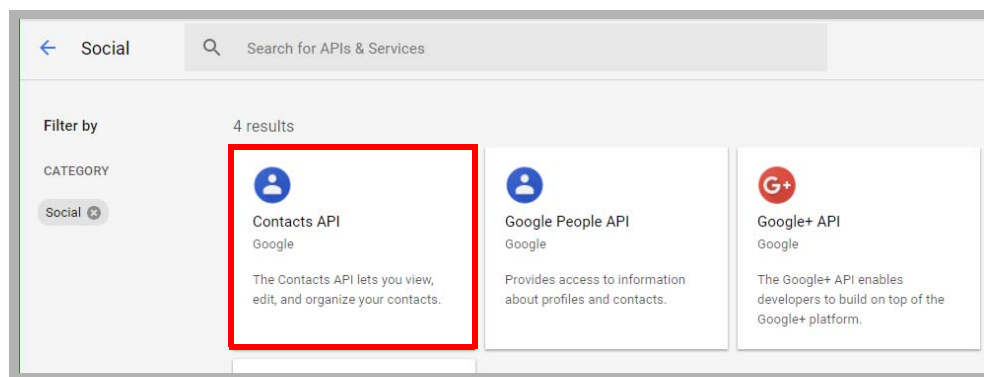 Social
Search for APIs & Services
Filter by
4 results
CATEGORY
Social
Contacts API
Google
The Contacts API lets you view,
edit, and organize your contacts.
Google People API
Google
Provides access to information
about profiles and contacts.
G+
Google+ API
Google
The Google+ API enables
developers to build on top of the
Google+ platform.